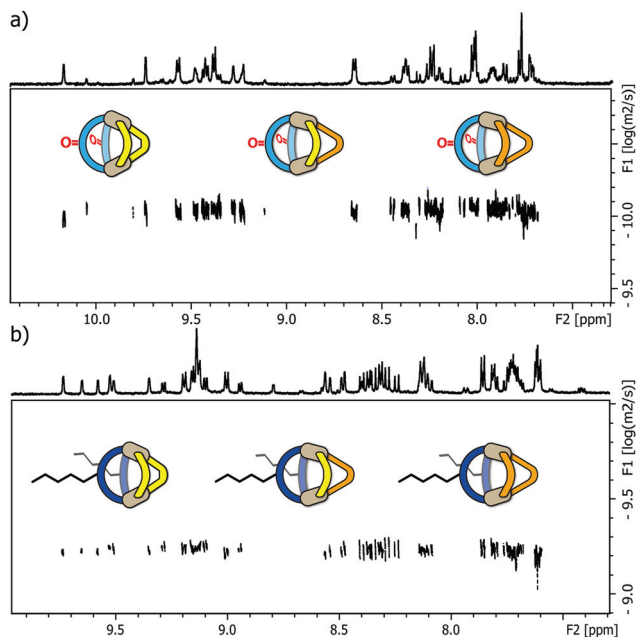 a)
O=
O=
O=
O=
O=
O=
F1 [log(m2/s)]
- 10.0
- 9.5
10.0
9.5
9.0
8.5
8.0
F2 [ppm]
b)
F1 [log(m2/s)]
- 9.5
- 9.0
9.5
9.0
8.5
8.0
F2 [ppm]